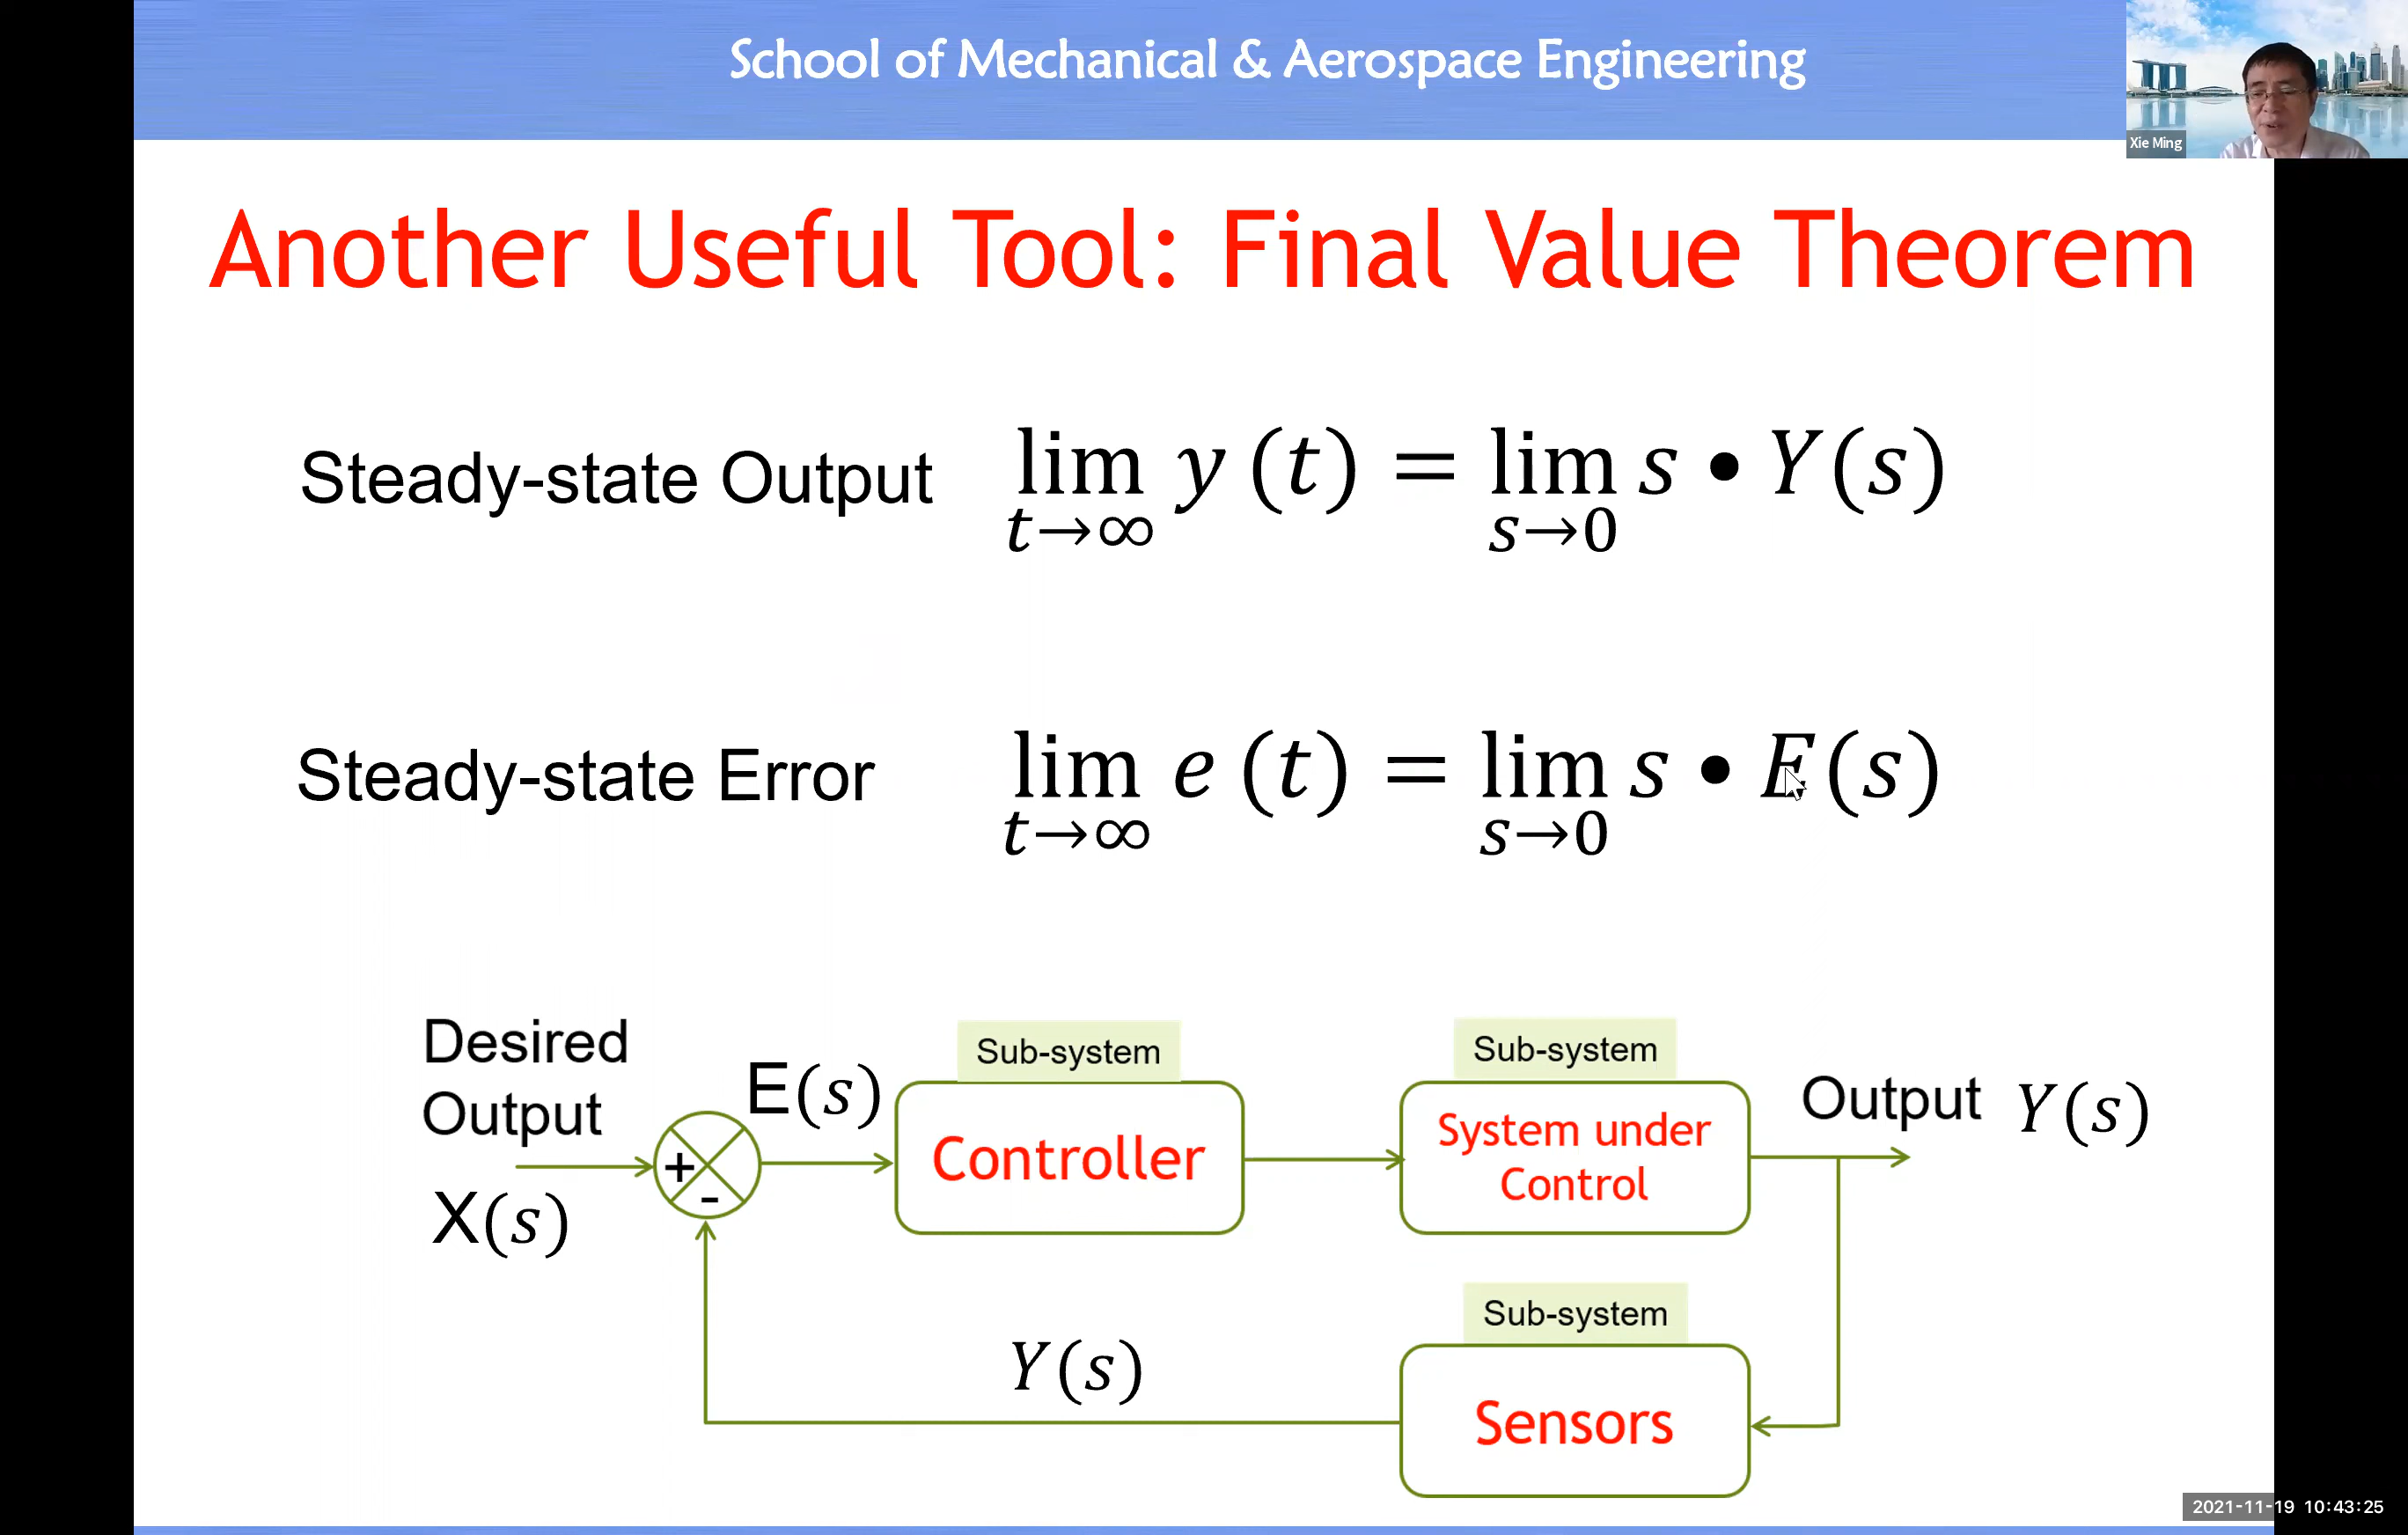 School of Mechanical & Aerospace Engineering
Xie Ming
Another Useful Tool: Final Value Theorem
Steady-state Output lim y (t) = lim s • Y(s)
t→∞ s→0
Steady-state Error lim e (t) = lim s • E(s)
t→∞ s→0
Desired
Output
X(s)
+
-
E(s)
Sub-system
Controller
Sub-system
System under
Control
Output Y(s)
Sub-system
Sensors
Y(s)
2021-11-19 10:43:25